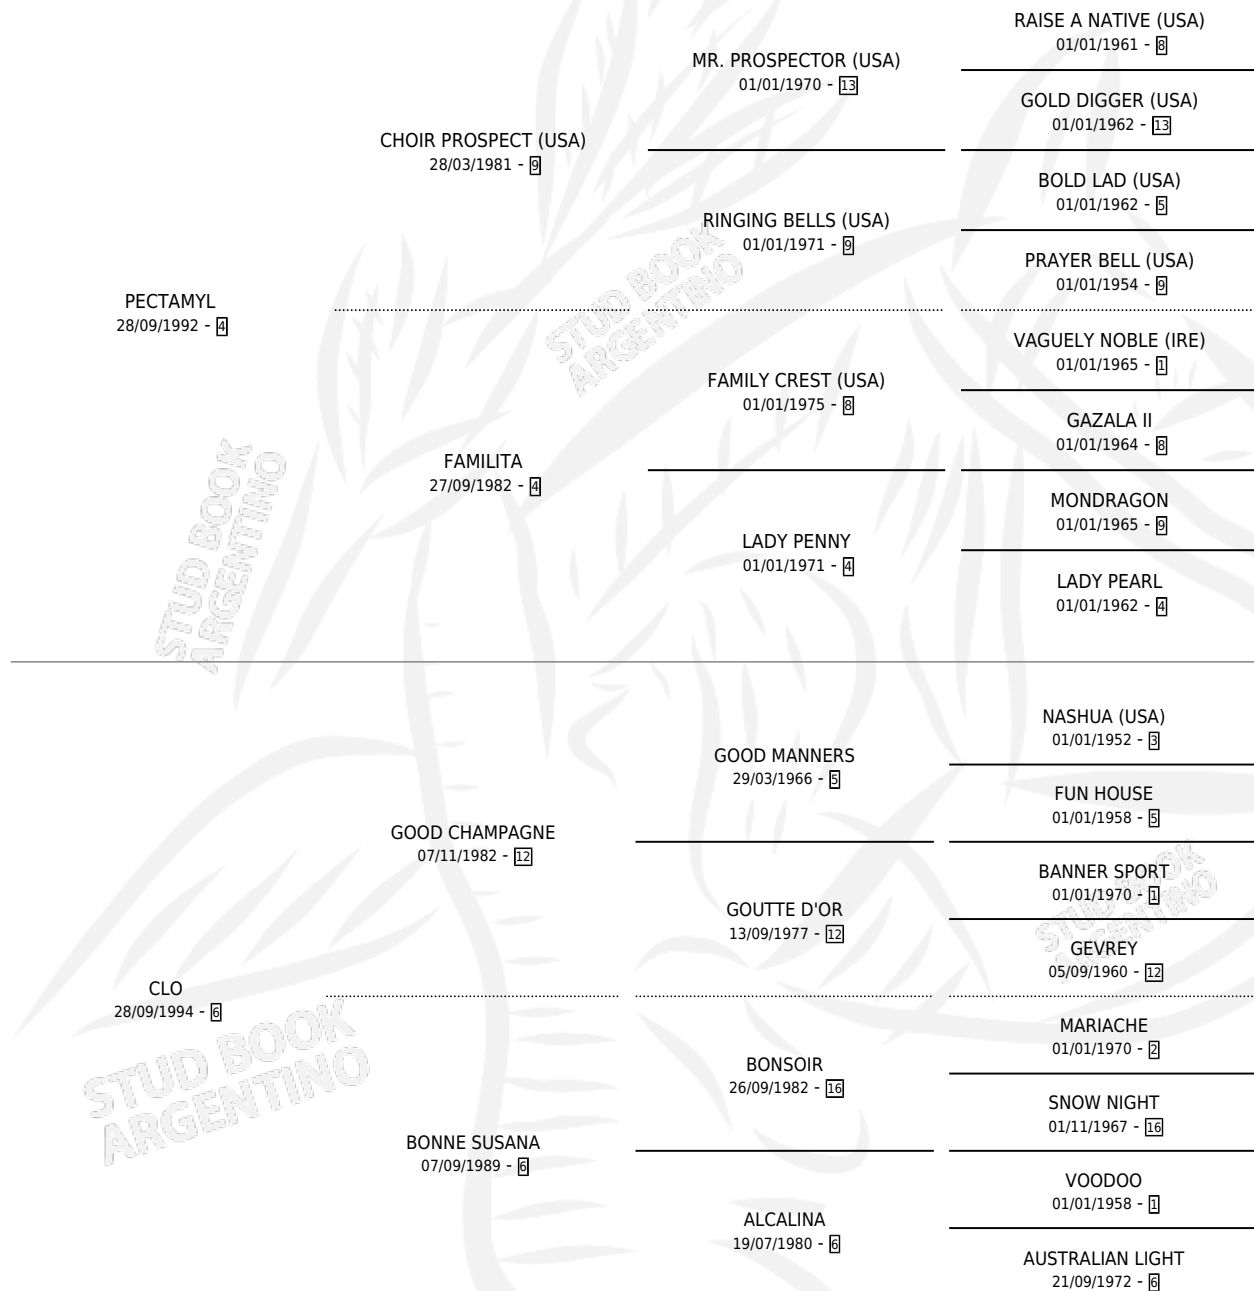 RAISE A NATIVE (USA)
01/01/1961 - 8
MR. PROSPECTOR (USA)
01/01/1970 - 13
GOLD DIGGER (USA)
01/01/1962 - 13
CHOIR PROSPECT (USA)
28/03/1981 - 9
BOLD LAD (USA)
01/01/1962 - 5
RINGING BELLS (USA)
01/01/1971 - 9
PRAYER BELL (USA)
01/01/1954 - 9
PECTAMYL
28/09/1992 - 4
VAGUELY NOBLE (IRE)
01/01/1965 - 1
FAMILY CREST (USA)
01/01/1975 - 8
GAZALA II
01/01/1964 - 8
FAMILITA
27/09/1982 - 4
MONDRAGON
01/01/1965 - 9
LADY PENNY
01/01/1971 - 4
LADY PEARL
01/01/1962 - 4
NASHUA (USA)
01/01/1952 - 3
GOOD MANNERS
29/03/1966 - 5
FUN HOUSE
01/01/1958 - 5
GOOD CHAMPAGNE
07/11/1982 - 12
BANNER SPORT
01/01/1970 - 1
GOUTTE D'OR
13/09/1977 - 12
GEVREY
05/09/1960 - 12
CLO
28/09/1994 - 6
MARIACHE
01/01/1970 - 2
BONSOIR
26/09/1982 - 16
SNOW NIGHT
01/11/1967 - 16
BONNE SUSANA
07/09/1989 - 6
VOODOO
01/01/1958 - 1
ALCALINA
19/07/1980 - 6
AUSTRALIAN LIGHT
21/09/1972 - 6
STUD BOOK
ARGENTINO
STUD BOOK
ARGENTINO
STUD BOOK
ARGENTINO
STUD BOOK
ARGENTINO